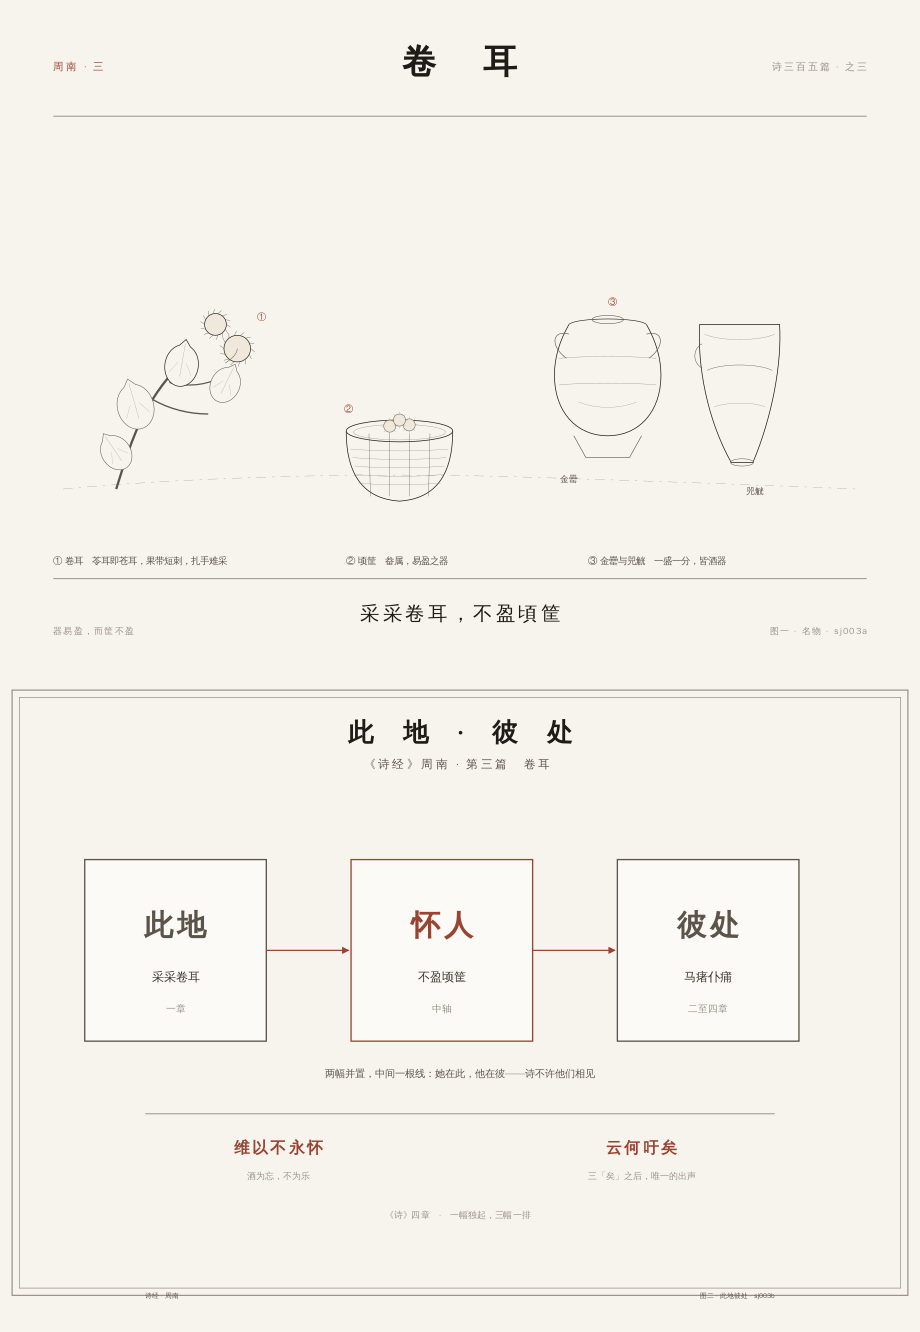 周南 · 三
卷 耳
诗三百五篇 · 之三
①
②
③
金罍
兕觥
① 卷耳 苓耳即苍耳，果带短刺，扎手难采
② 顷筐 畚属，易盈之器
③ 金罍与兕觥 一盛一分，皆酒器
采采卷耳，不盈頃筐
器易盈，而筐不盈
图一 · 名物 · sj003a
此 地 · 彼 处
《诗经》周南 · 第三篇 卷耳
此地
采采卷耳
一章
怀人
不盈顷筐
中轴
彼处
马瘏仆痡
二至四章
两幅并置，中间一根线：她在此，他在彼——诗不许他们相见
维以不永怀
酒为忘，不为乐
云何吁矣
三「矣」之后，唯一的出声
《诗》四章 · 一幅独起，三幅一排
诗经 · 周南
图二 · 此地彼处 · sj003b